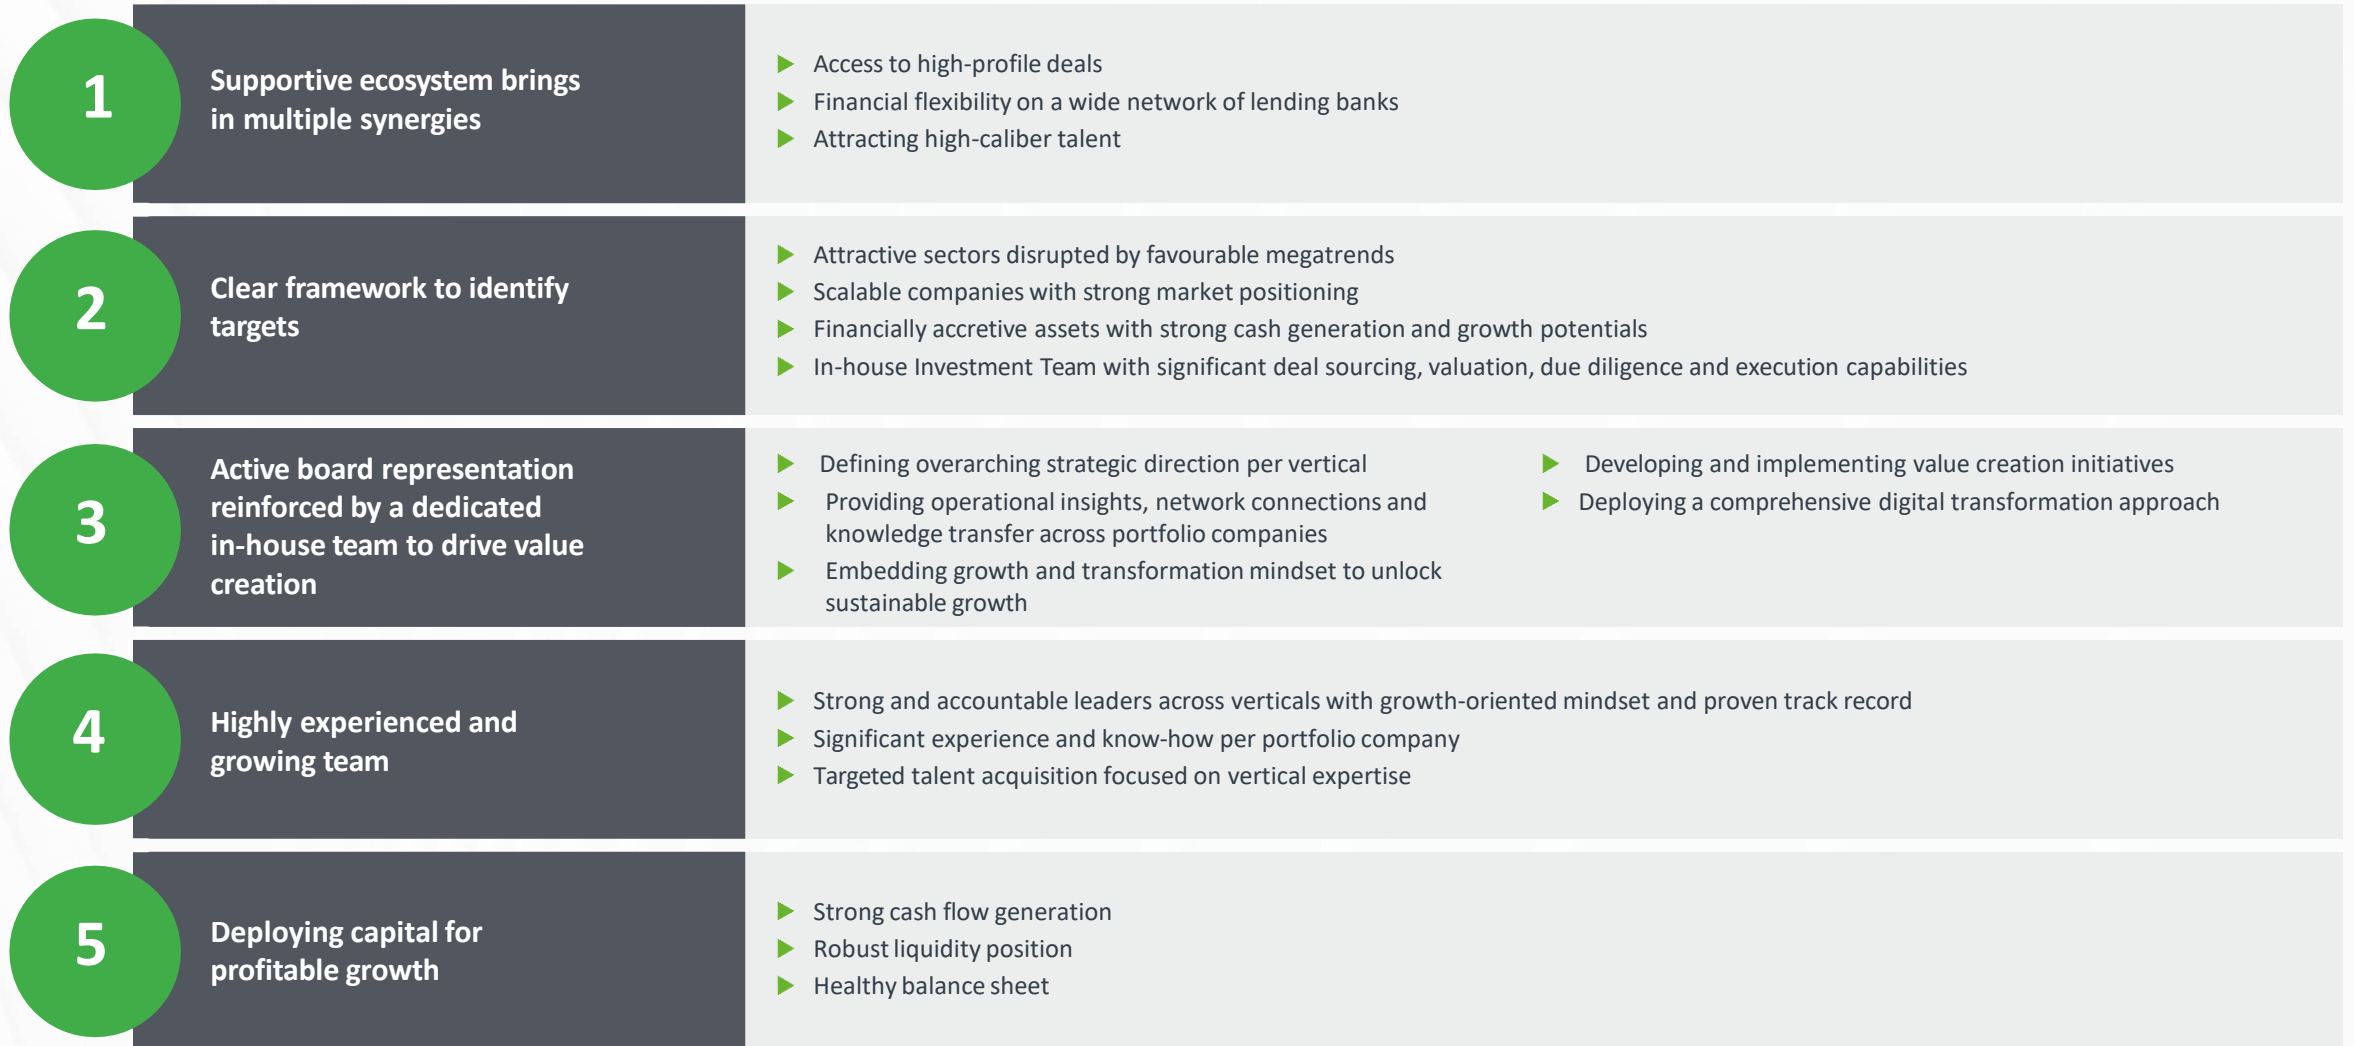 1
Supportive ecosystem brings
in multiple synergies
Access to high-profile deals
Financial flexibility on a wide network of lending banks
Attracting high-caliber talent
2
Clear framework to identify
targets
Attractive sectors disrupted by favourable megatrends
Scalable companies with strong market positioning
Financially accretive assets with strong cash generation and growth potentials
In-house Investment Team with significant deal sourcing, valuation, due diligence and execution capabilities
3
Active board representation
reinforced by a dedicated
in-house team to drive value
creation
Defining overarching strategic direction per vertical
Providing operational insights, network connections and
knowledge transfer across portfolio companies
Embedding growth and transformation mindset to unlock
sustainable growth
Developing and implementing value creation initiatives
Deploying a comprehensive digital transformation approach
4
Highly experienced and
growing team
Strong and accountable leaders across verticals with growth-oriented mindset and proven track record
Significant experience and know-how per portfolio company
Targeted talent acquisition focused on vertical expertise
5
Deploying capital for
profitable growth
Strong cash flow generation
Robust liquidity position
Healthy balance sheet